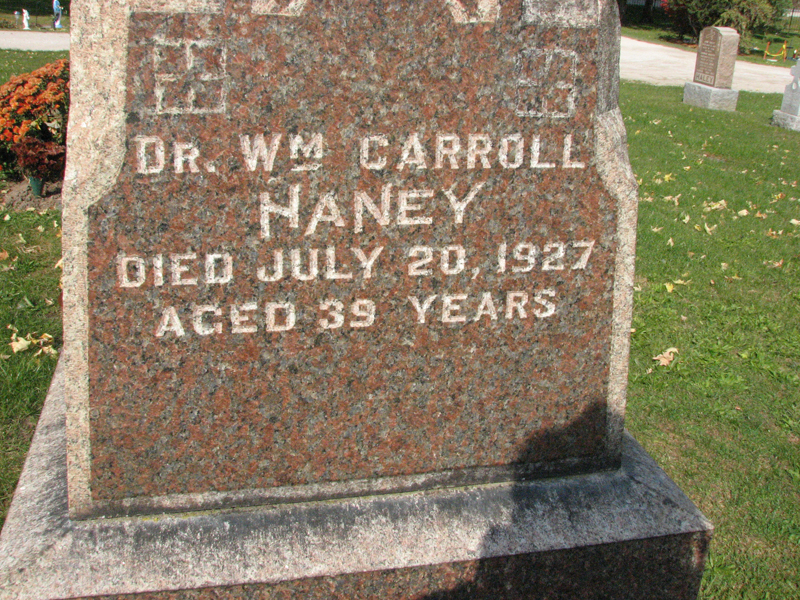 DR. WM CARROLL
HANEY
DIED JULY 20, 1927
AGED 39 YEARS